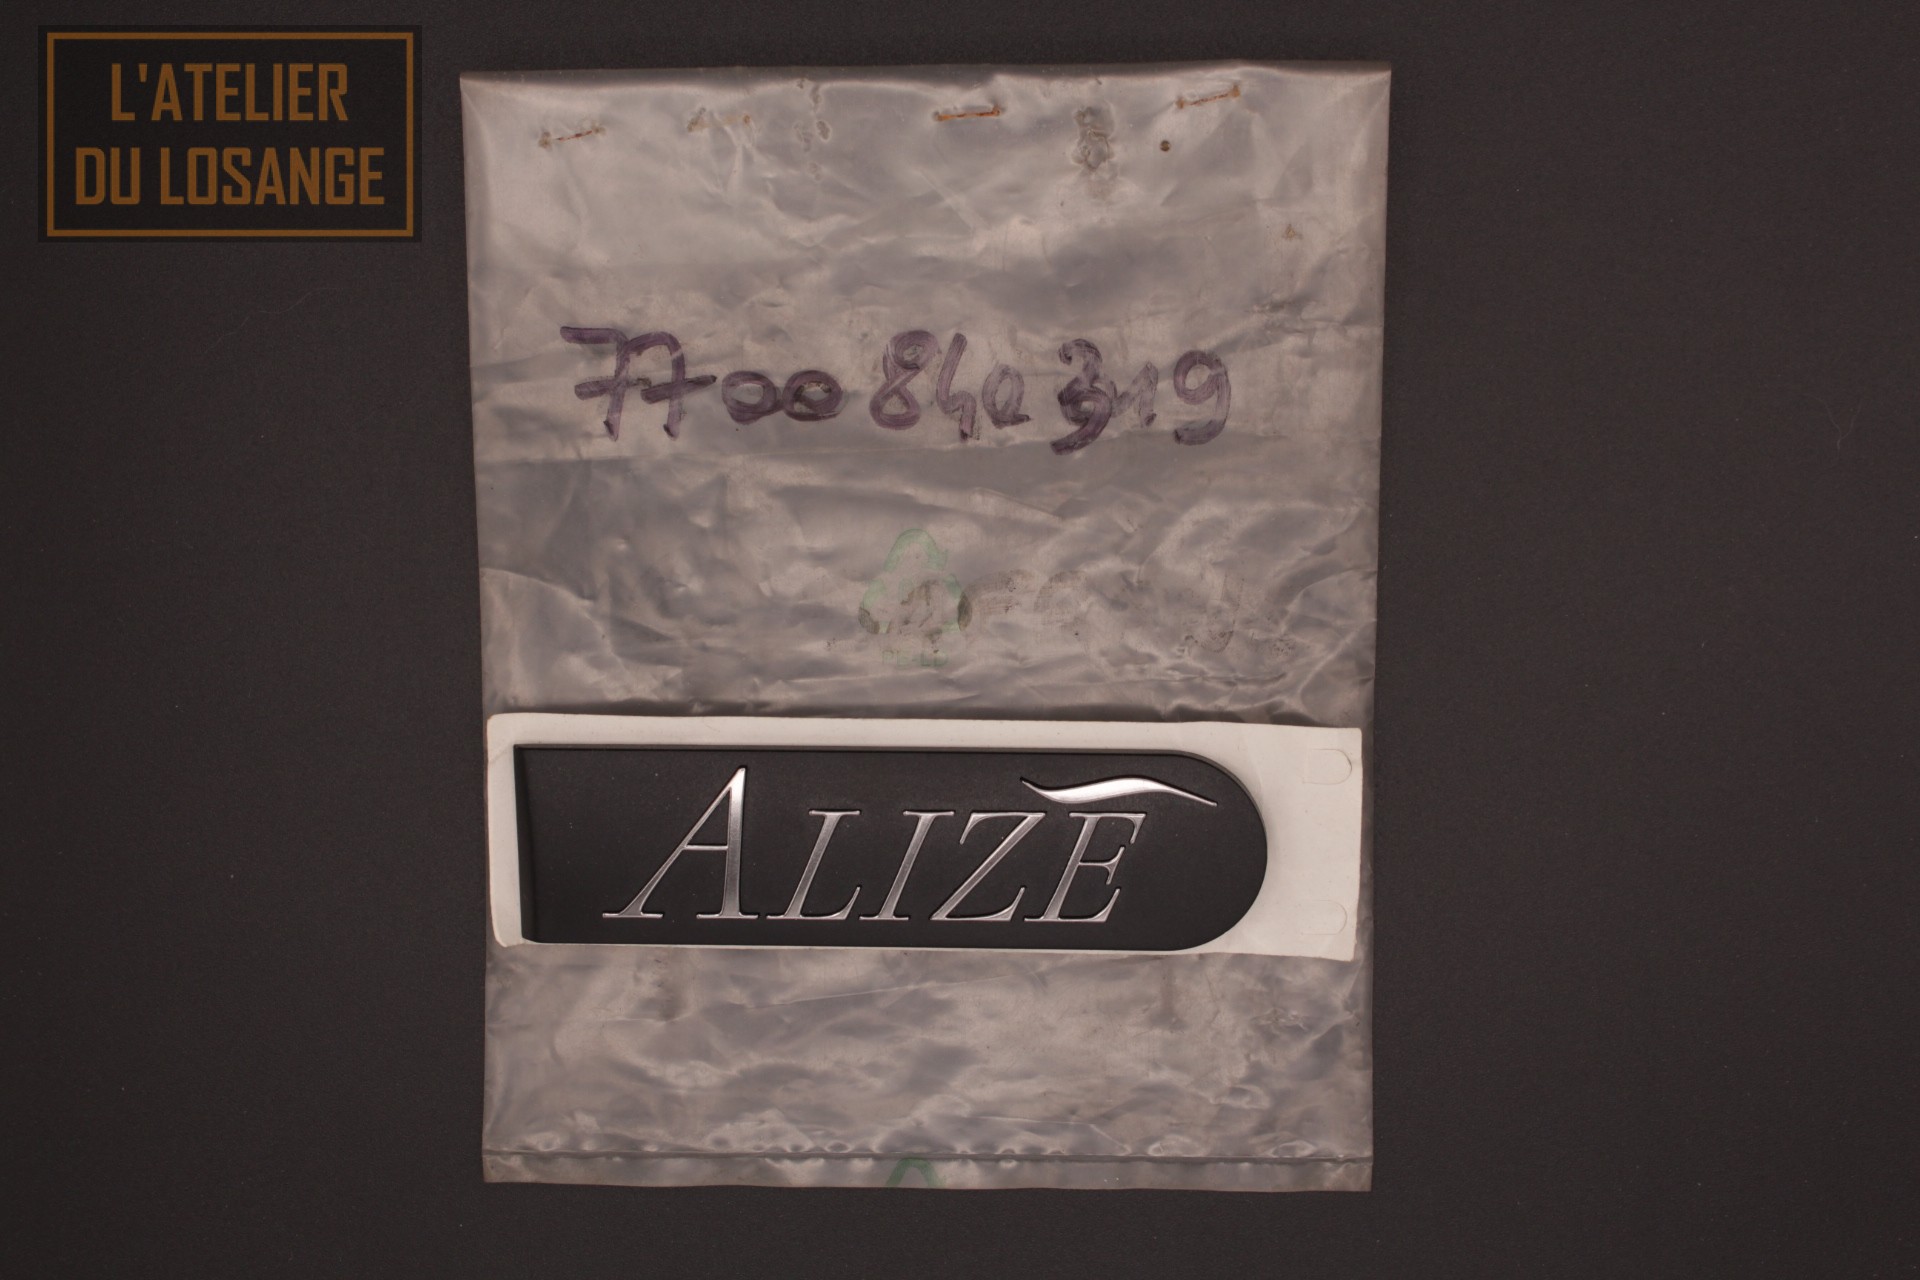 L'ATELIER
DU LOSANGE
7700 840 319
ALIZÉ